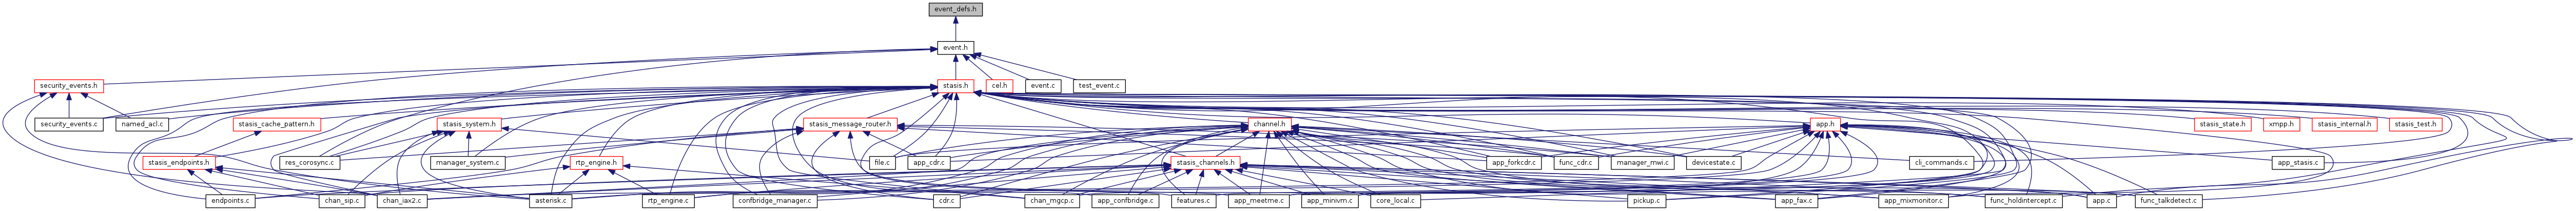 event_defs.h
event.h
security_events.h
stasis.h
cel.h
event.c
test_event.c
security_events.c
named_acl.c
stasis_cache_pattern.h
stasis_system.h
stasis_message_router.h
channel.h
app.h
stasis_state.h
xmpp.h
stasis_internal.h
stasis_test.h
stasis_endpoints.h
res_corosync.c
manager_system.c
rtp_engine.h
file.c
app_cdr.c
stasis_channels.h
app_forkcdr.c
func_cdr.c
manager_mwi.c
devicestate.c
cli_commands.c
app_stasis.c
endpoints.c
chan_sip.c
chan_iax2.c
asterisk.c
rtp_engine.c
confbridge_manager.c
cdr.c
chan_mgcp.c
app_confbridge.c
features.c
app_meetme.c
app_minivm.c
core_local.c
pickup.c
app_fax.c
app_mixmonitor.c
func_holdintercept.c
app.c
func_talkdetect.c